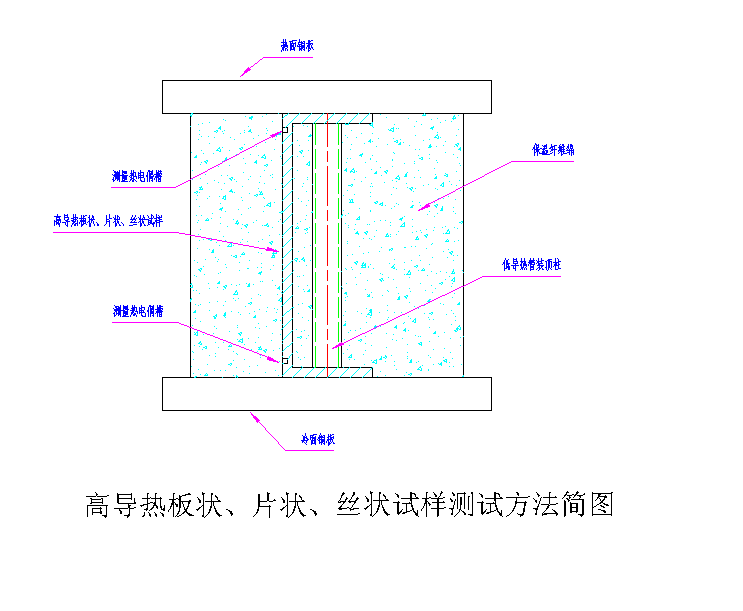 热面铜板
保温纤维绵
测量热电偶槽
高导热板状、片状、丝状试样
低导热管装顶柱
测量热电偶槽
冷面铜板
高导热板状、片状、丝状试样测试方法简图